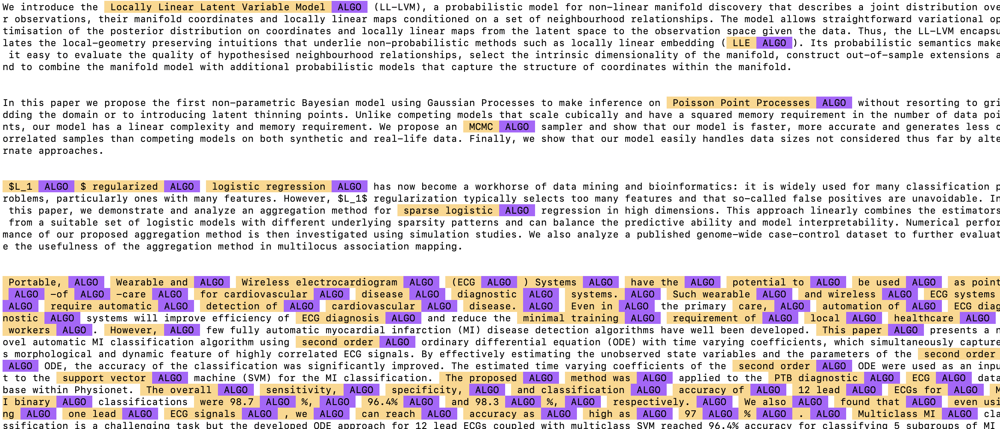 We introduce the Locally Linear Latent Variable Model ALGO (LL-LVM), a probabilistic model for non-linear manifold discovery that describes a joint distribution ove
r observations, their manifold coordinates and locally linear maps conditioned on a set of neighbourhood relationships. The model allows straightforward variational op
timisation of the posterior distribution on coordinates and locally linear maps from the latent space to the observation space given the data. Thus, the LL-LVM encapsu
lates the local-geometry preserving intuitions that underlie non-probabilistic methods such as locally linear embedding ( LLE ALGO ). Its probabilistic semantics make
it easy to evaluate the quality of hypothesised neighbourhood relationships, select the intrinsic dimensionality of the manifold, construct out-of-sample extensions a
nd to combine the manifold model with additional probabilistic models that capture the structure of coordinates within the manifold.
In this paper we propose the first non-parametric Bayesian model using Gaussian Processes to make inference on Poisson Point Processes ALGO without resorting to gri
dding the domain or to introducing latent thinning points. Unlike competing models that scale cubically and have a squared memory requirement in the number of data poi
nts, our model has a linear complexity and memory requirement. We propose an MCMC ALGO sampler and show that our model is faster, more accurate and generates less c
orrelated samples than competing models on both synthetic and real-life data. Finally, we show that our model easily handles data sizes not considered thus far by alte
rnate approaches.
$L_1 ALGO $ regularized ALGO logistic regression ALGO has now become a workhorse of data mining and bioinformatics: it is widely used for many classification p
roblems, particularly ones with many features. However, $L_1$ regularization typically selects too many features and that so-called false positives are unavoidable. In
this paper, we demonstrate and analyze an aggregation method for sparse logistic ALGO regression in high dimensions. This approach linearly combines the estimators
from a suitable set of logistic models with different underlying sparsity patterns and can balance the predictive ability and model interpretability. Numerical perfor
mance of our proposed aggregation method is then investigated using simulation studies. We also analyze a published genome-wide case-control dataset to further evaluat
e the usefulness of the aggregation method in multilocus association mapping.
Portable, ALGO Wearable and ALGO Wireless electrocardiogram ALGO (ECG ALGO ) Systems ALGO have the ALGO potential to ALGO be used ALGO as point
ALGO -of ALGO -care ALGO for cardiovascular ALGO disease ALGO diagnostic ALGO systems. ALGO Such wearable ALGO and wireless ALGO ECG systems
ALGO require automatic ALGO detection of ALGO cardiovascular ALGO disease. ALGO Even in ALGO the primary care, ALGO automation of ALGO ECG diag
nostic ALGO systems will improve efficiency of ECG diagnosis ALGO and reduce the minimal training ALGO requirement of ALGO local ALGO healthcare ALGO
workers ALGO . However, ALGO few fully automatic myocardial infarction (MI) disease detection algorithms have well been developed. This paper ALGO presents a n
ovel automatic MI classification algorithm using second order ALGO ordinary differential equation (ODE) with time varying coefficients, which simultaneously capture
s morphological and dynamic feature of highly correlated ECG signals. By effectively estimating the unobserved state variables and the parameters of the second order
ALGO ODE, the accuracy of the classification was significantly improved. The estimated time varying coefficients of the second order ALGO ODE were used as an inpu
t to the support vector ALGO machine (SVM) for the MI classification. The proposed ALGO method was ALGO applied to the PTB diagnostic ALGO ECG ALGO data
base within Physionet. The overall ALGO sensitivity, ALGO specificity, ALGO and classification ALGO accuracy of ALGO 12 lead ALGO ECGs for ALGO M
I binary ALGO classifications were 98.7 ALGO %, ALGO 96.4% ALGO and 98.3 ALGO %, ALGO respectively. ALGO We also ALGO found that ALGO even usi
ng ALGO one lead ALGO ECG signals ALGO , we ALGO can reach ALGO accuracy as ALGO high as ALGO 97 ALGO % ALGO . ALGO Multiclass MI ALGO cla
ssification is a challenging task but the developed ODE approach for 12 lead ECGs coupled with multiclass SVM reached 96.4% accuracy for classifying 5 subgroups of MI